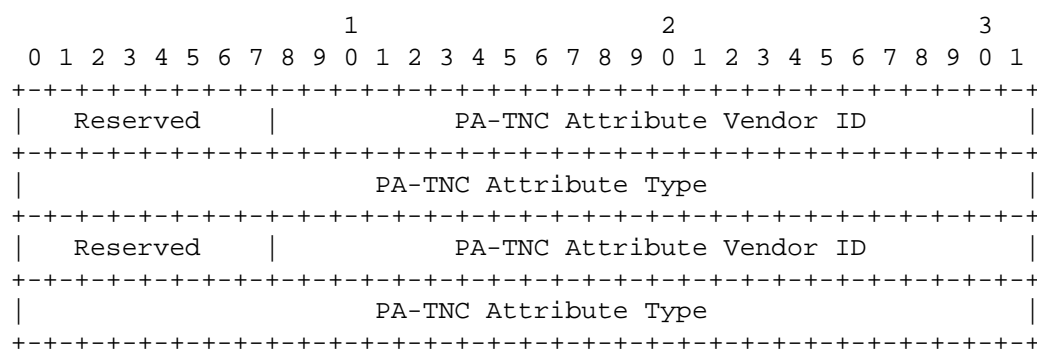 1                   2                   3
 0 1 2 3 4 5 6 7 8 9 0 1 2 3 4 5 6 7 8 9 0 1 2 3 4 5 6 7 8 9 0 1
+-+-+-+-+-+-+-+-+-+-+-+-+-+-+-+-+-+-+-+-+-+-+-+-+-+-+-+-+-+-+-+-+
|   Reserved    |           PA-TNC Attribute Vendor ID          |
+-+-+-+-+-+-+-+-+-+-+-+-+-+-+-+-+-+-+-+-+-+-+-+-+-+-+-+-+-+-+-+-+
|                      PA-TNC Attribute Type                    |
+-+-+-+-+-+-+-+-+-+-+-+-+-+-+-+-+-+-+-+-+-+-+-+-+-+-+-+-+-+-+-+-+
|   Reserved    |           PA-TNC Attribute Vendor ID          |
+-+-+-+-+-+-+-+-+-+-+-+-+-+-+-+-+-+-+-+-+-+-+-+-+-+-+-+-+-+-+-+-+
|                      PA-TNC Attribute Type                    |
+-+-+-+-+-+-+-+-+-+-+-+-+-+-+-+-+-+-+-+-+-+-+-+-+-+-+-+-+-+-+-+-+